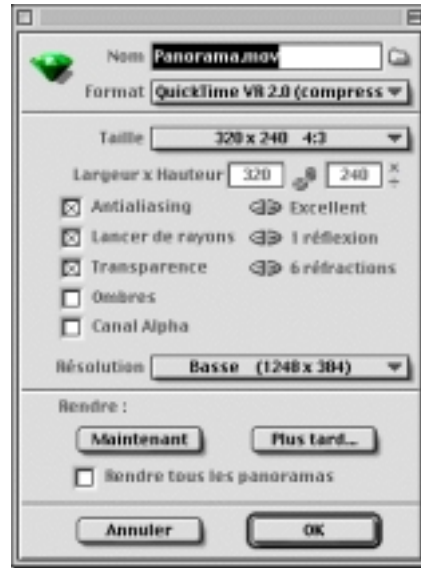 Nom Panorama.mov
Format QuickTime VR 2.0 (compress
Taille 320 x 240 4:3
Largeur x Hauteur 320 240
Antialiasing Excellent
Lancer de rayons 1 réflexion
Transparence 6 réfractions
Ombres
Canal Alpha
Résolution Basse (1248 x 384)
Rendre :
Maintenant Plus tard...
Rendre tous les panoramas
Annuler OK